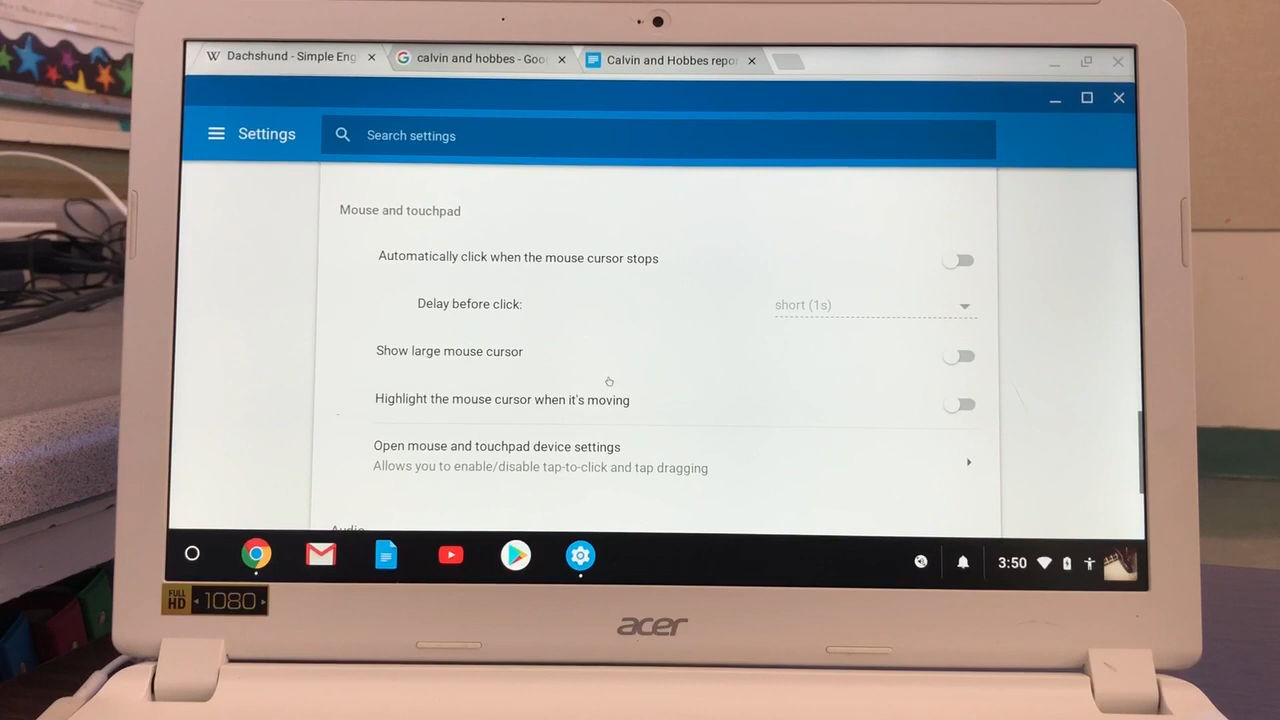 Dachshund - Simple Eng
calvin and hobbes - Goo
Calvin and Hobbes repor
Settings
Search settings
Mouse and touchpad
Automatically click when the mouse cursor stops
Delay before click:
short (1s)
Show large mouse cursor
Highlight the mouse cursor when it's moving
Open mouse and touchpad device settings
Allows you to enable/disable tap-to-click and tap dragging
Audio
3:50
FULL HD 1080
acer